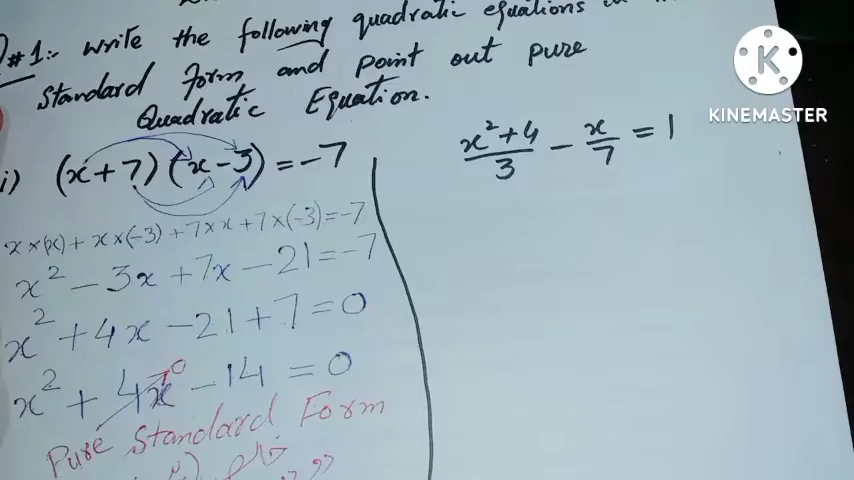 #1:- Write the following quadratic equations in
Standard form and point out pure
Quadratic Equation.
i) (x+7)(x-3)=-7
x×(x)+x×(-3)+7×x+7×(-3)=-7
x²-3x+7x-21=-7
x²+4x-21+7=0
x²+4x-14=0
0
Pure Standard Form
(x²+4)/3 - x/7 = 1
K
KINEMASTER